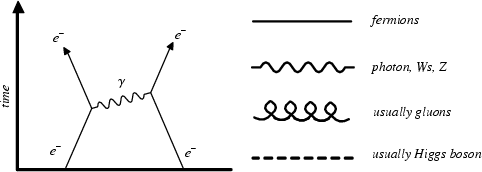 e⁻
e⁻
γ
time
e⁻
e⁻
fermions
photon, Ws, Z
usually gluons
usually Higgs boson